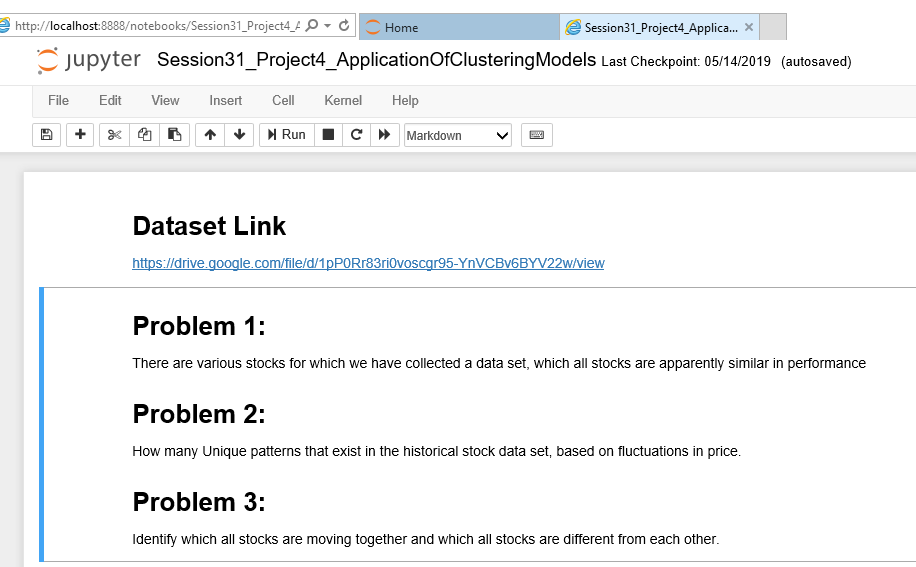 http://localhost:8888/notebooks/Session31_Project4_A
Home
Session31_Project4_Applica...
jupyter
Session31_Project4_ApplicationOfClusteringModels Last Checkpoint: 05/14/2019 (autosaved)
File Edit View Insert Cell Kernel Help
Run
Markdown
Dataset Link
https://drive.google.com/file/d/1pP0Rr83ri0voscgr95-YnVCBv6BYV22w/view
Problem 1:
There are various stocks for which we have collected a data set, which all stocks are apparently similar in performance
Problem 2:
How many Unique patterns that exist in the historical stock data set, based on fluctuations in price.
Problem 3:
Identify which all stocks are moving together and which all stocks are different from each other.